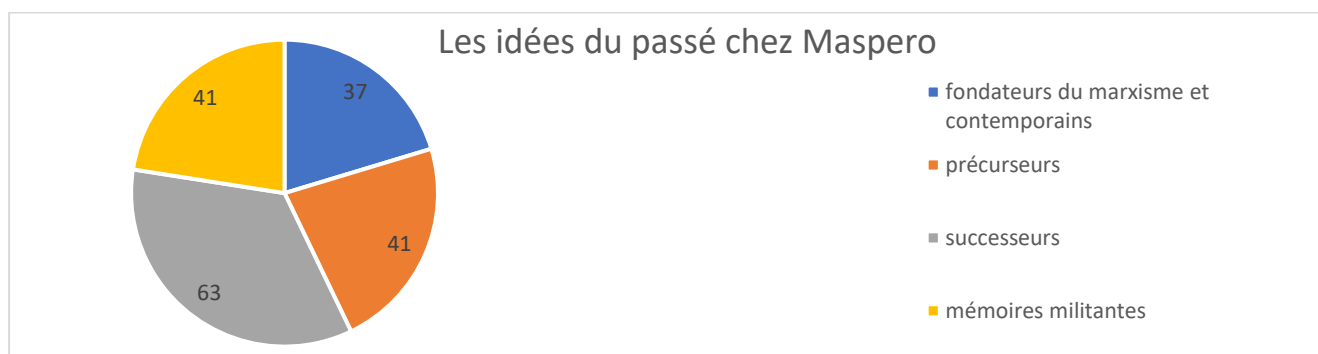 Les idées du passé chez Maspero
37
41
63
41
fondateurs du marxisme et
contemporains
précurseurs
successeurs
mémoires militantes